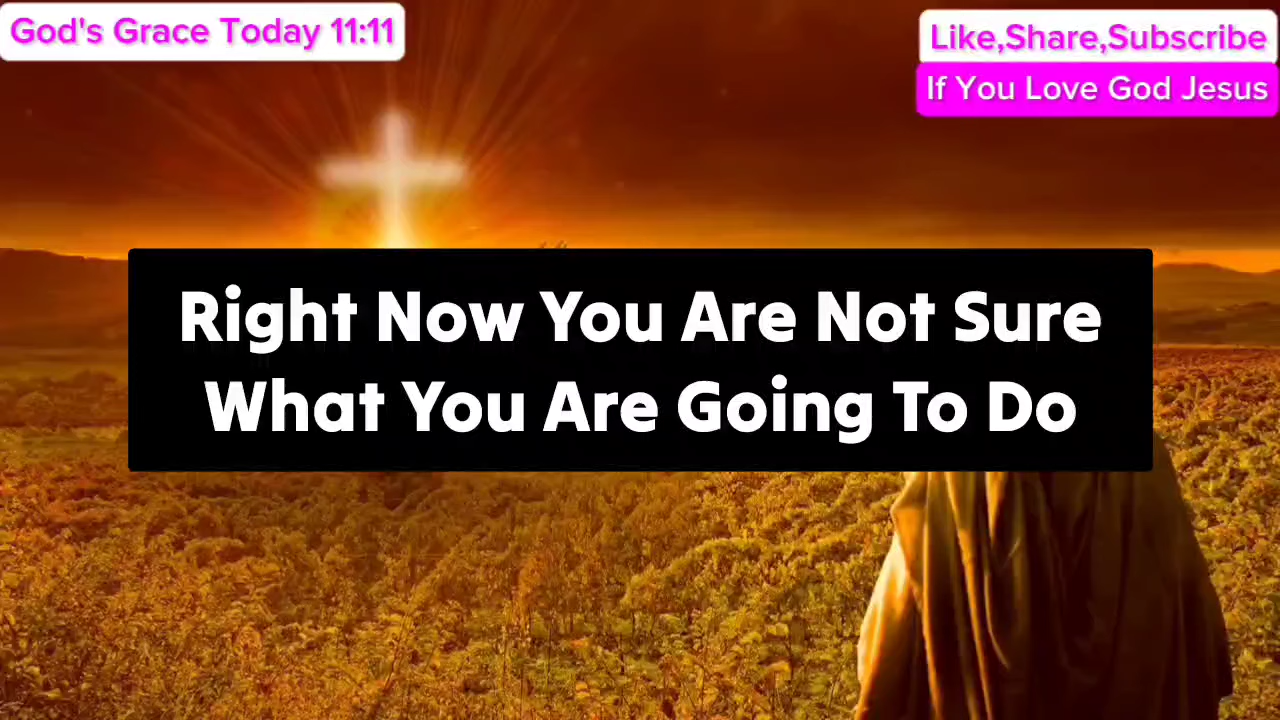 God's Grace Today 11:11
Like,Share,Subscribe
If You Love God Jesus
Right Now You Are Not Sure
What You Are Going To Do